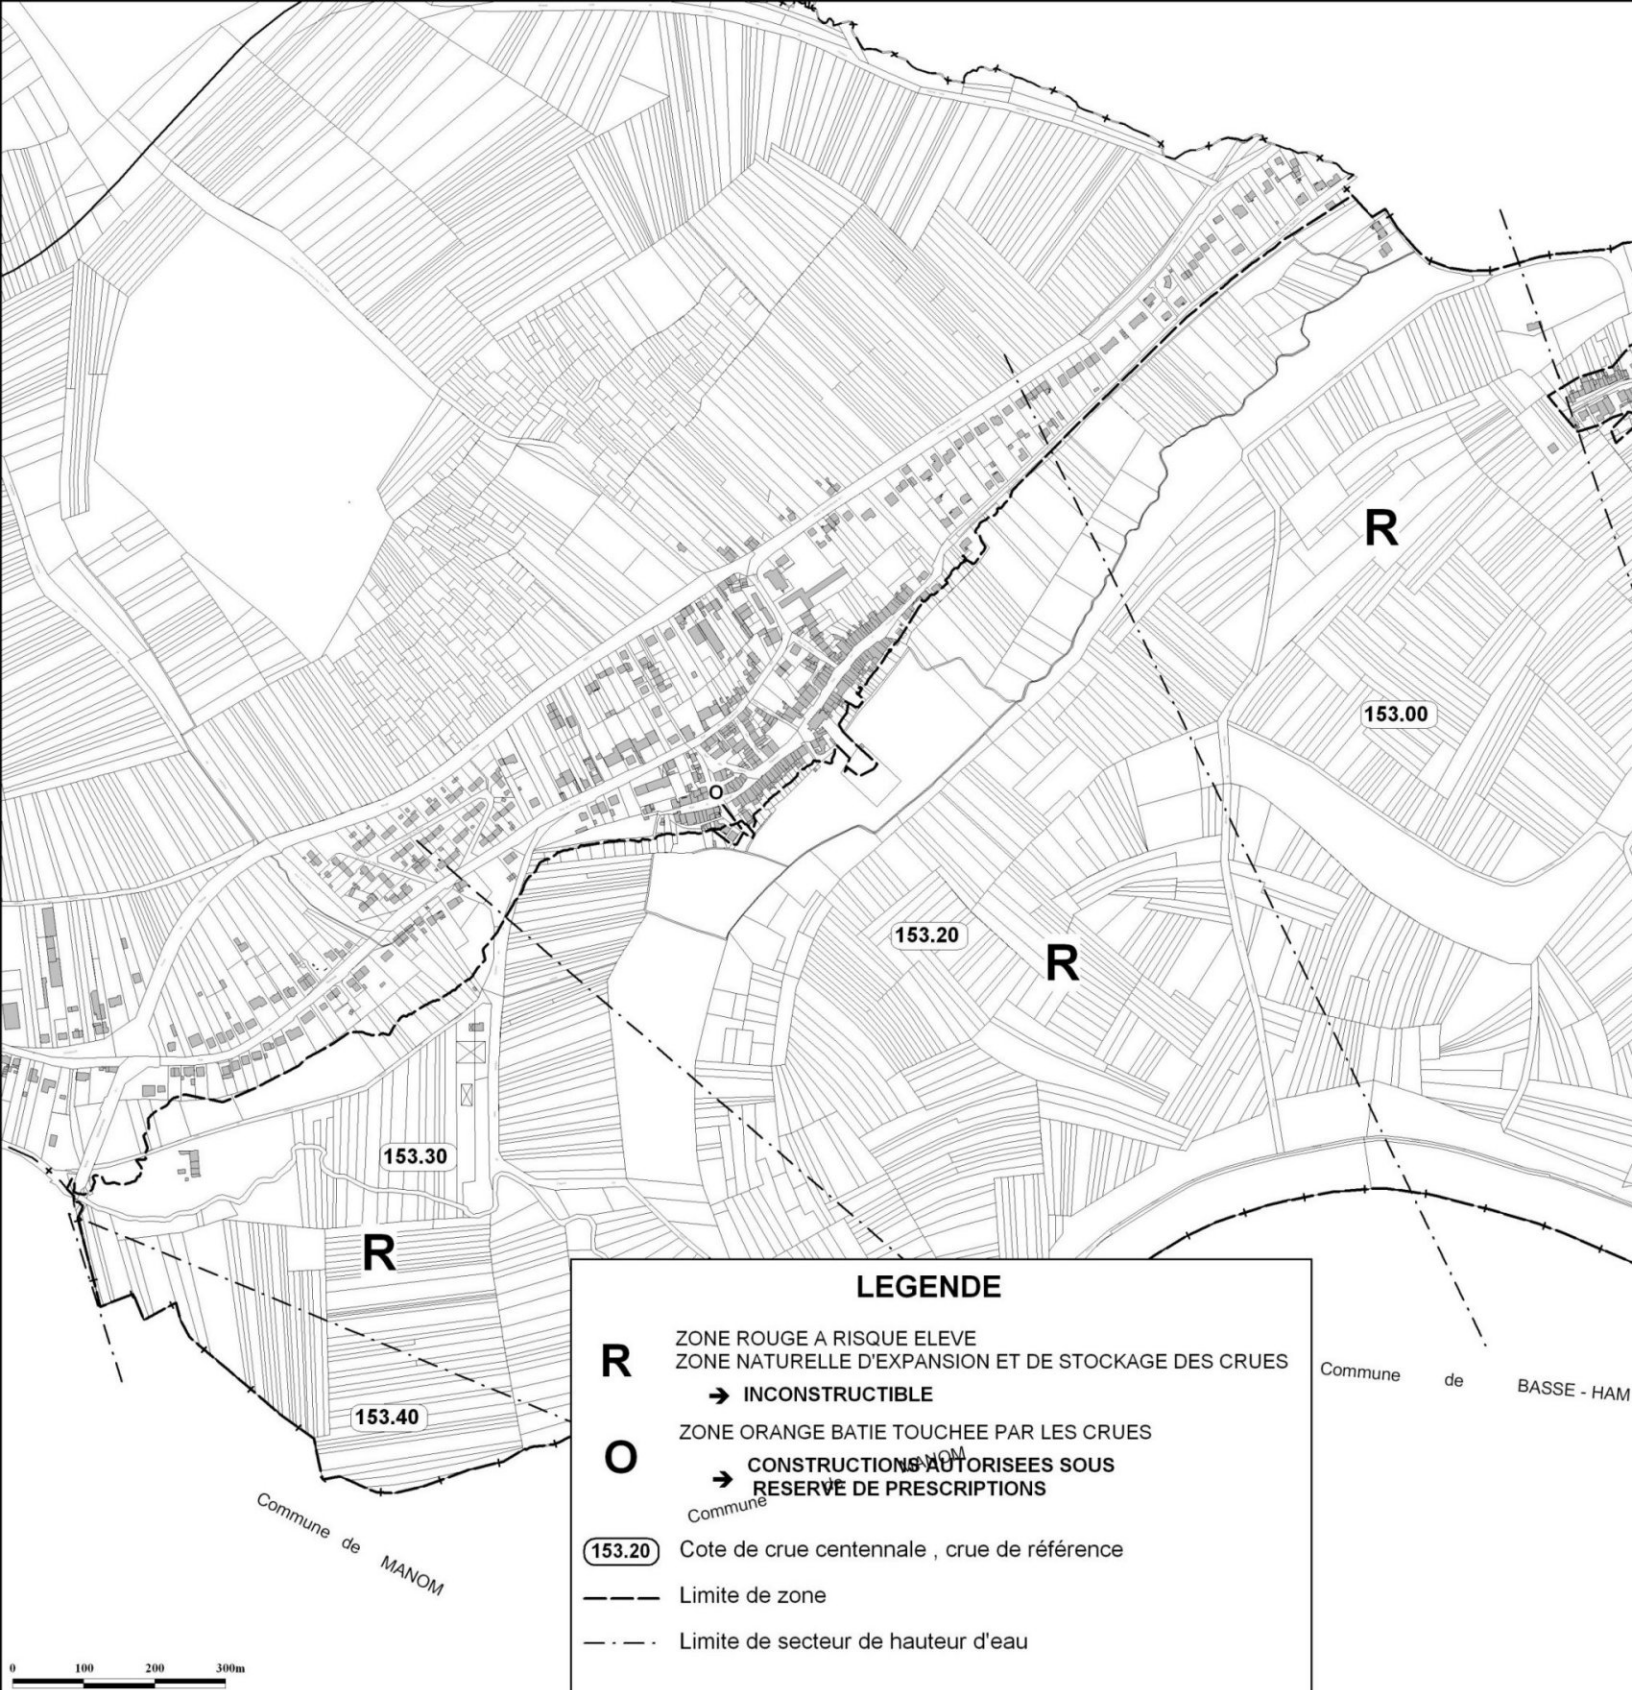 R
153.00
O
153.20
R
153.30
R
153.40
LEGENDE
R
ZONE ROUGE A RISQUE ELEVE
ZONE NATURELLE D'EXPANSION ET DE STOCKAGE DES CRUES
➔ INCONSTRUCTIBLE
O
ZONE ORANGE BATIE TOUCHEE PAR LES CRUES
➔ CONSTRUCTIONS AUTORISEES SOUS
RESERVE DE PRESCRIPTIONS
Commune de MANOM
153.20 Cote de crue centennale , crue de référence
Limite de zone
Limite de secteur de hauteur d'eau
Commune de BASSE - HAM
Commune de MANOM
0 100 200 300m